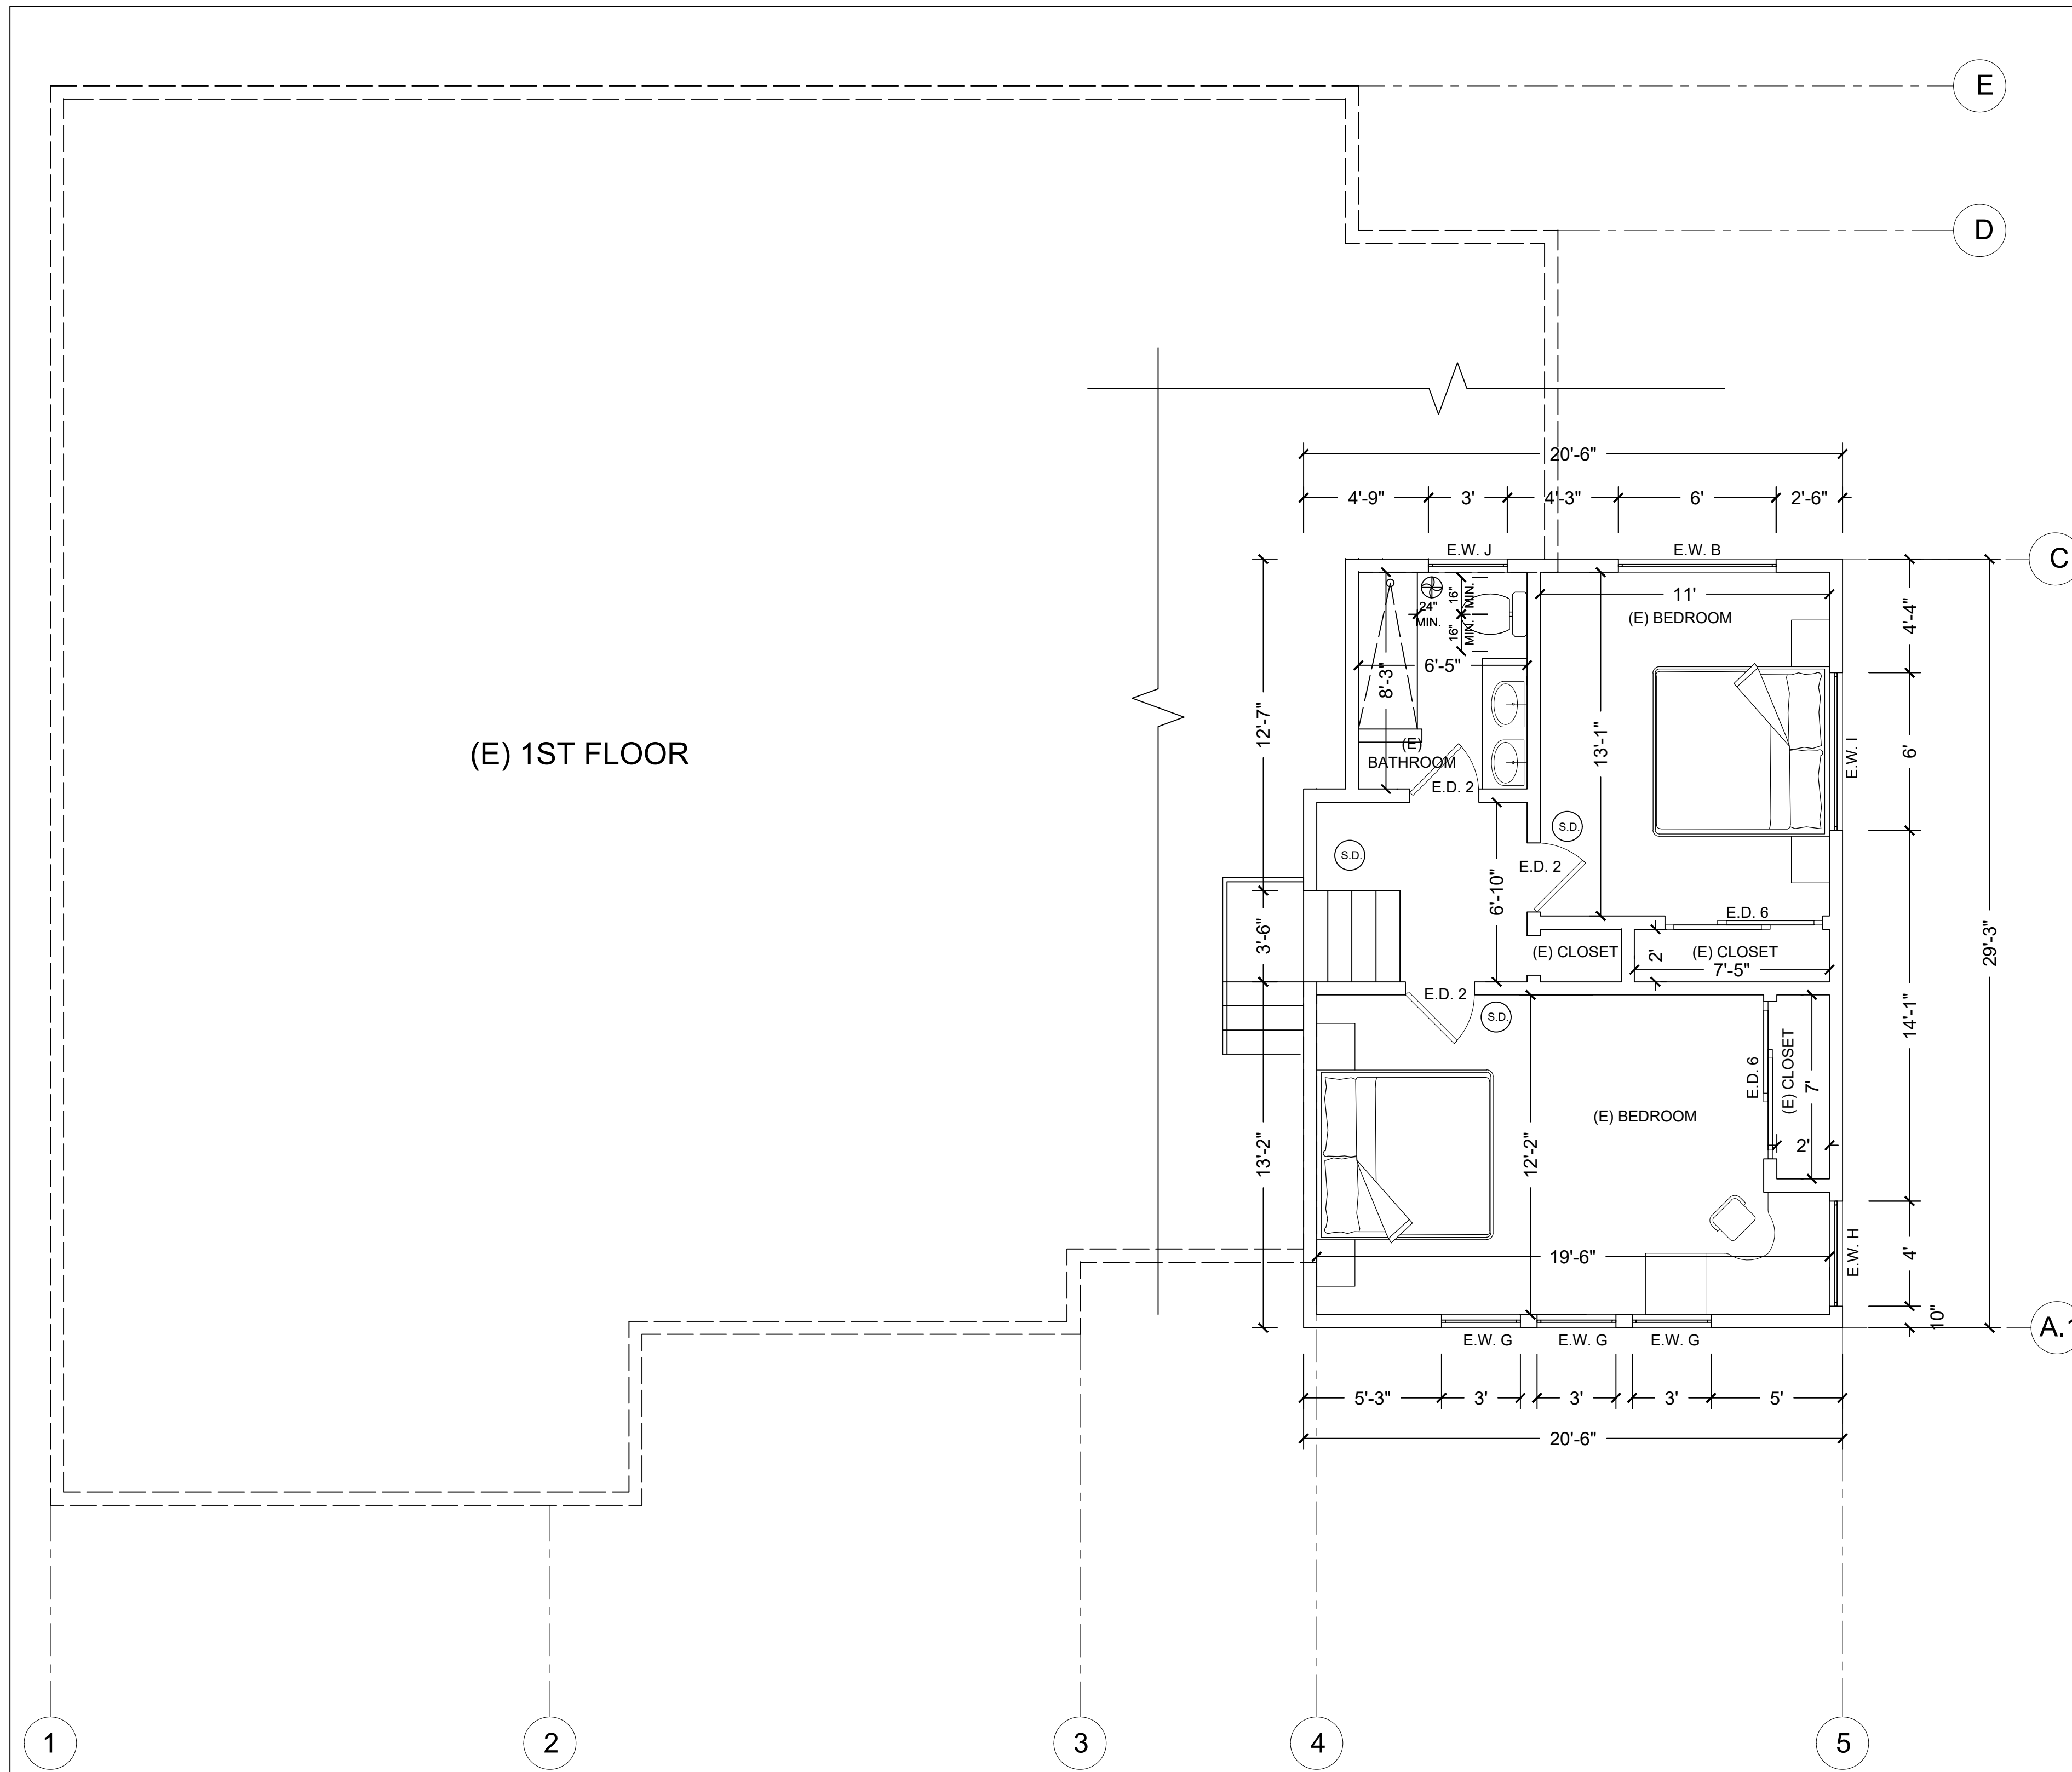 E
D
20'-6"
4'-9"
3'
4'-3"
6'
2'-6"
E.W. J
E.W. B
C
11'
(E) BEDROOM
16"
MIN.
24"
MIN.
16"
MIN.
4'-4"
6'-5"
8'-3"
12'-7"
13'-1"
6'
E.W. I
(E) 1ST FLOOR
(E)
BATHROOM
E.D. 2
S.D.
S.D.
E.D. 2
6'-10"
E.D. 6
3'-6"
(E) CLOSET
2'
(E) CLOSET
7'-5"
29'-3"
E.D. 2
S.D.
14'-1"
E.D. 6
(E) CLOSET
7'
(E) BEDROOM
13'-2"
12'-2"
2'
19'-6"
E.W. H
4'
10"
A.1
E.W. G
E.W. G
E.W. G
5'-3"
3'
3'
3'
5'
20'-6"
1
2
3
4
5